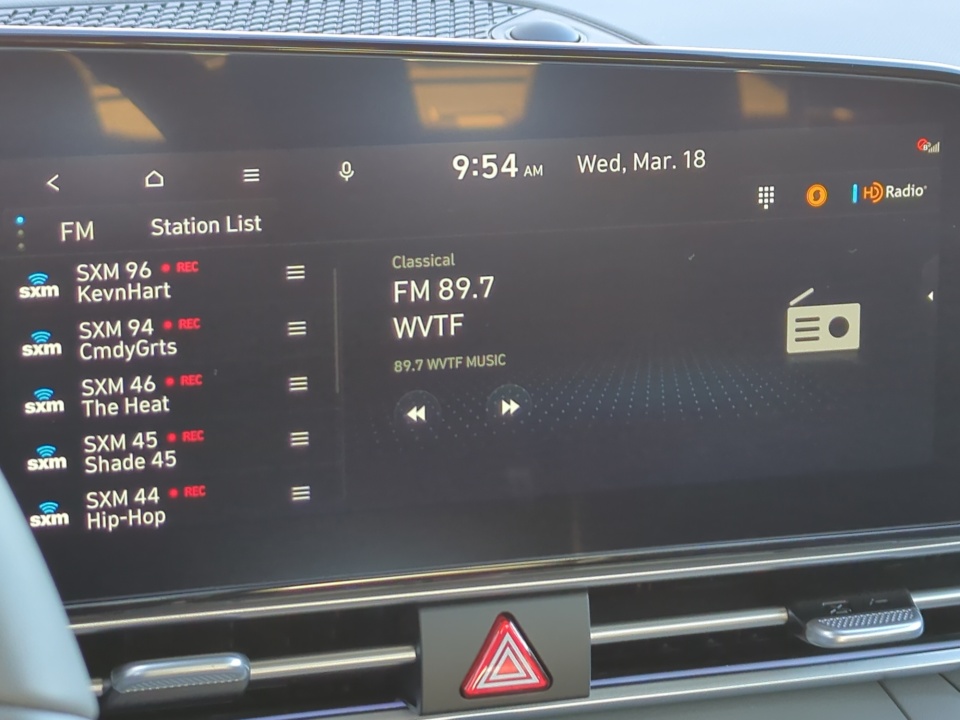 9:54 AM
Wed, Mar. 18
HD Radio
FM
Station List
sxm
SXM 96 REC
KevnHart
sxm
SXM 94 REC
CmdyGrts
sxm
SXM 46 REC
The Heat
sxm
SXM 45 REC
Shade 45
sxm
SXM 44 REC
Hip-Hop
Classical
FM 89.7
WVTF
89.7 WVTF MUSIC